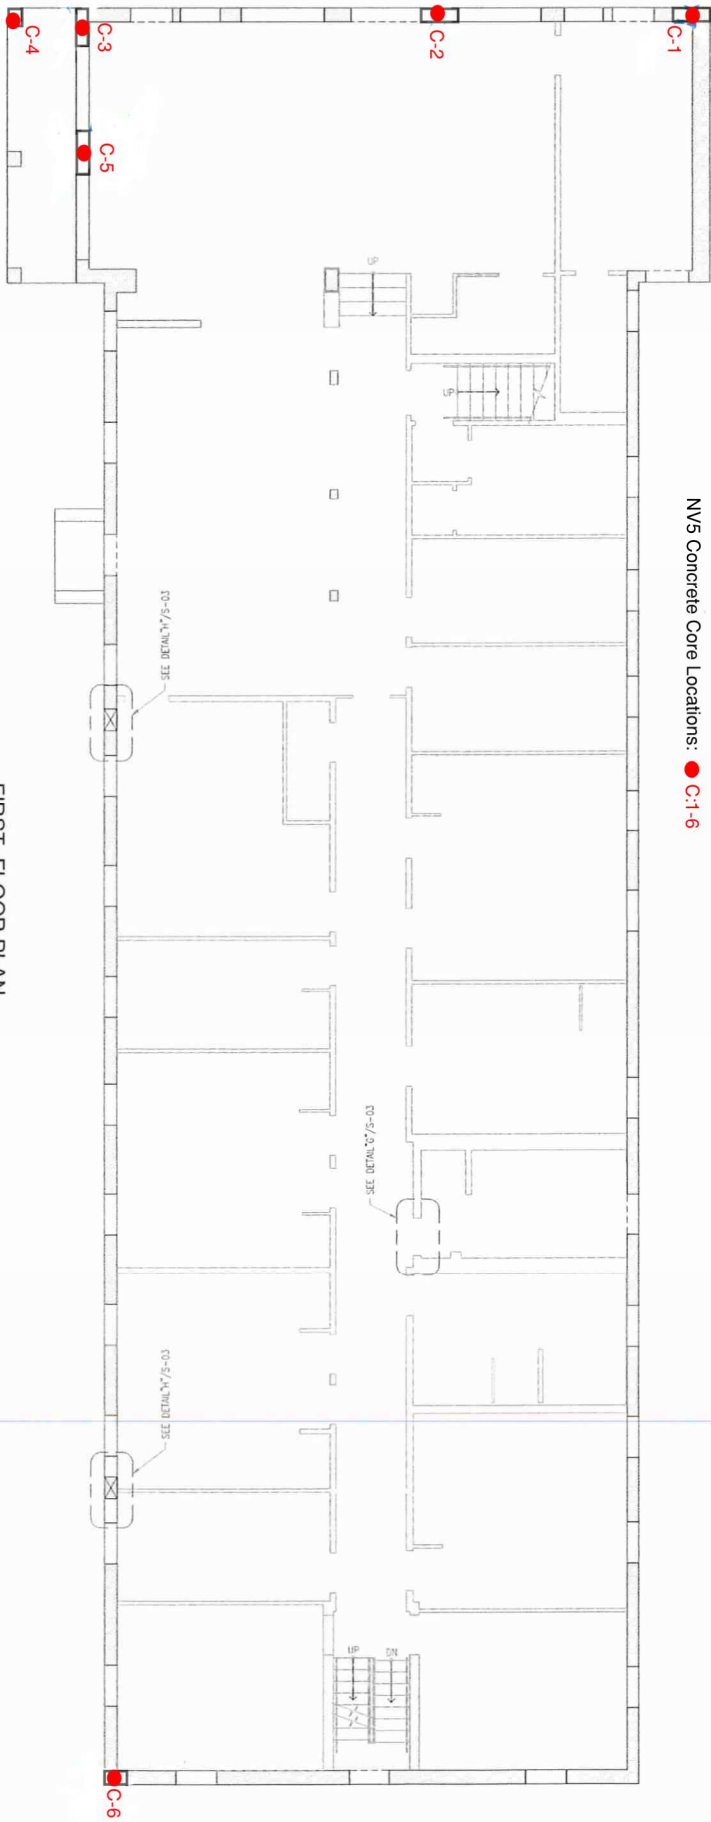 NV5 Concrete Core Locations: C:1-6
C-4
C-3
C-2
C-1
C-5
UP
UP
SEE DETAIL"H"/S-03
SEE DETAIL"G"/S-03
SEE DETAIL"H"/S-03
UP
DN
C-6